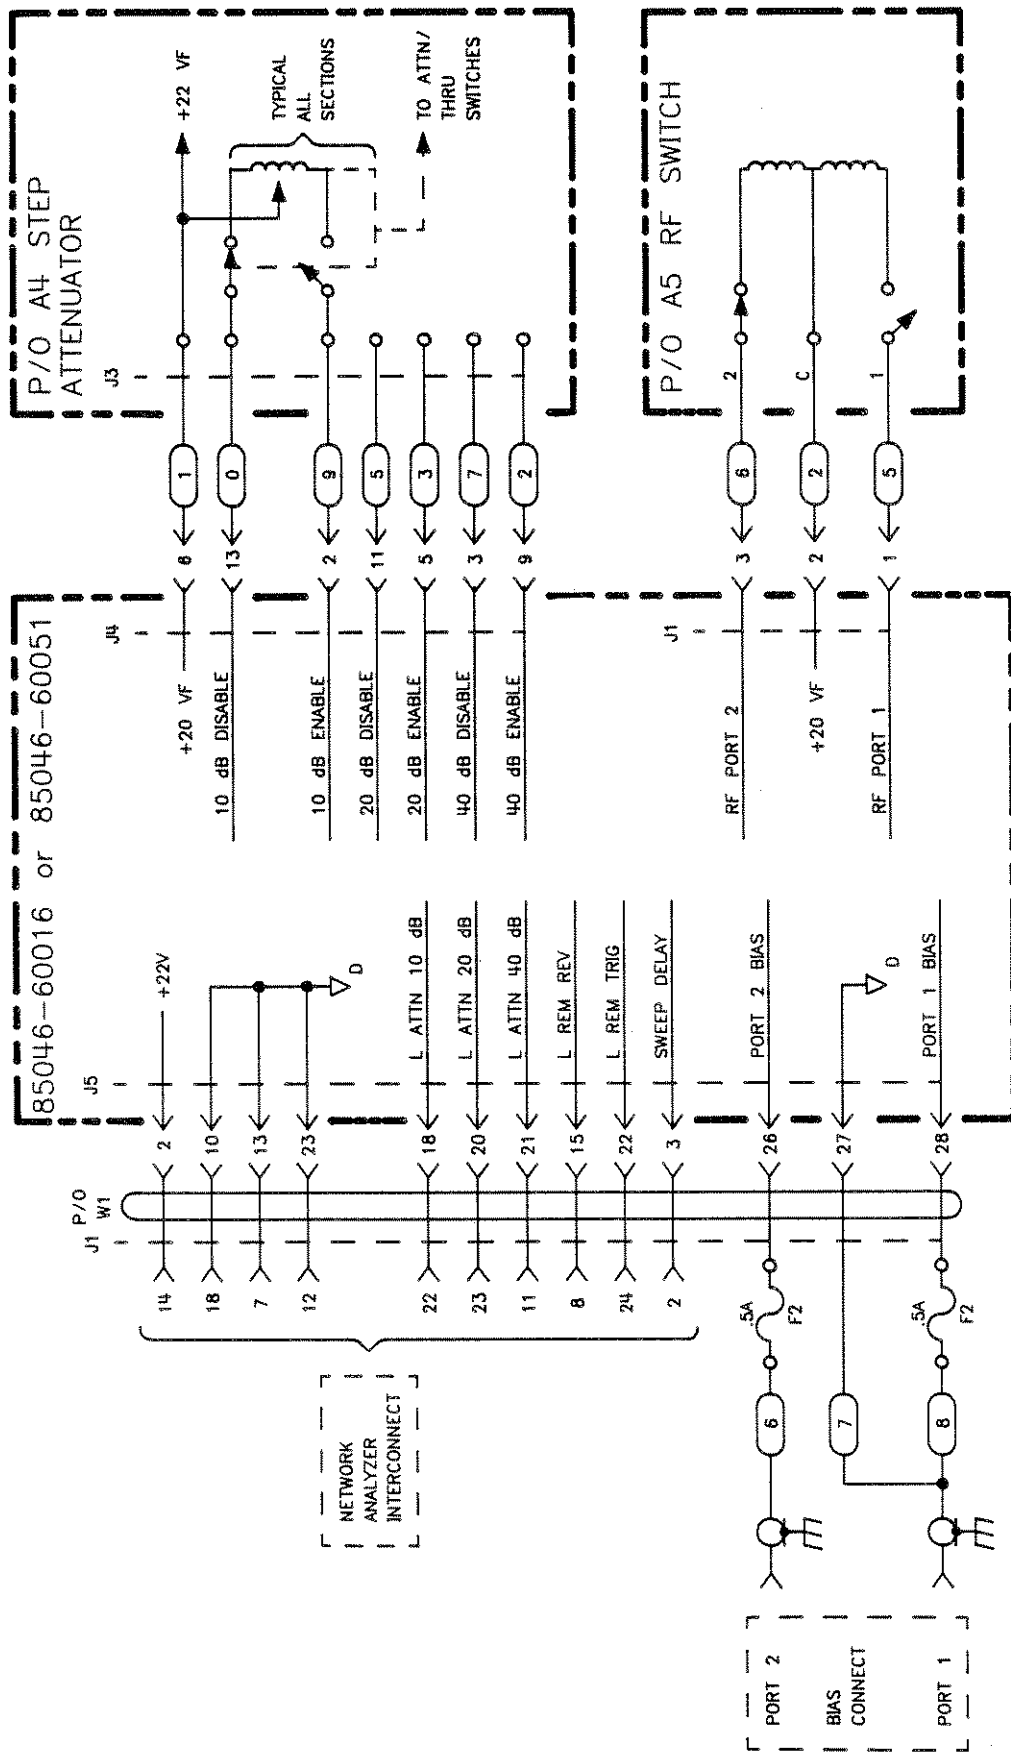 P/O A4 STEP
ATTENUATOR
+22 VF
TYPICAL
ALL
SECTIONS
TO ATTN/
THRU
SWITCHES
J3
1
0
9
5
3
7
2
P/O A5 RF SWITCH
2
C
1
6
2
5
85046-60016 or 85046-60051
J4
8
13
2
11
5
3
9
+20 VF
10 dB DISABLE
10 dB ENABLE
20 dB DISABLE
20 dB ENABLE
40 dB DISABLE
40 dB ENABLE
J1
3
2
1
RF PORT 2
+20 VF
RF PORT 1
+22V
D
L ATTN 10 dB
L ATTN 20 dB
L ATTN 40 dB
L REM REV
L REM TRIG
SWEEP DELAY
PORT 2 BIAS
D
PORT 1 BIAS
J5
2
10
13
23
18
20
21
15
22
3
26
27
28
P/O
W1
J1
14
18
7
12
22
23
11
8
24
2
.5A
F2
.5A
F2
6
7
8
NETWORK
ANALYZER
INTERCONNECT
PORT 2
BIAS
CONNECT
PORT 1